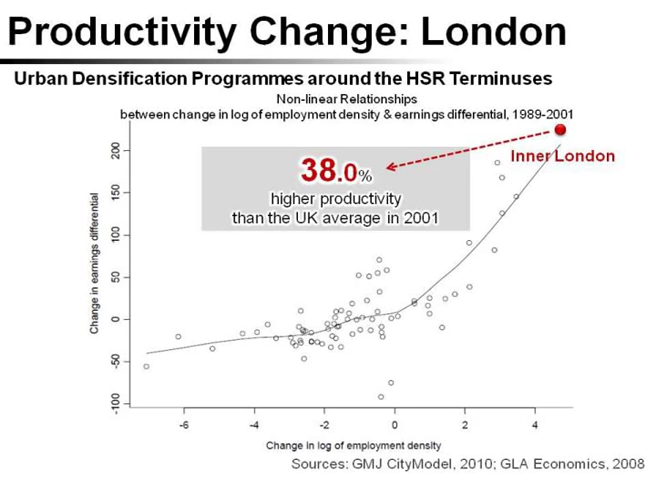 Productivity Change: London
Urban Densification Programmes around the HSR Terminuses
Non-linear Relationships
between change in log of employment density & earnings differential, 1989-2001
Inner London
38.0%
higher productivity
than the UK average in 2001
Change in earnings differential
200
150
100
50
0
-50
-100
-6
-4
-2
0
2
4
Change in log of employment density
Sources: GMJ CityModel, 2010; GLA Economics, 2008